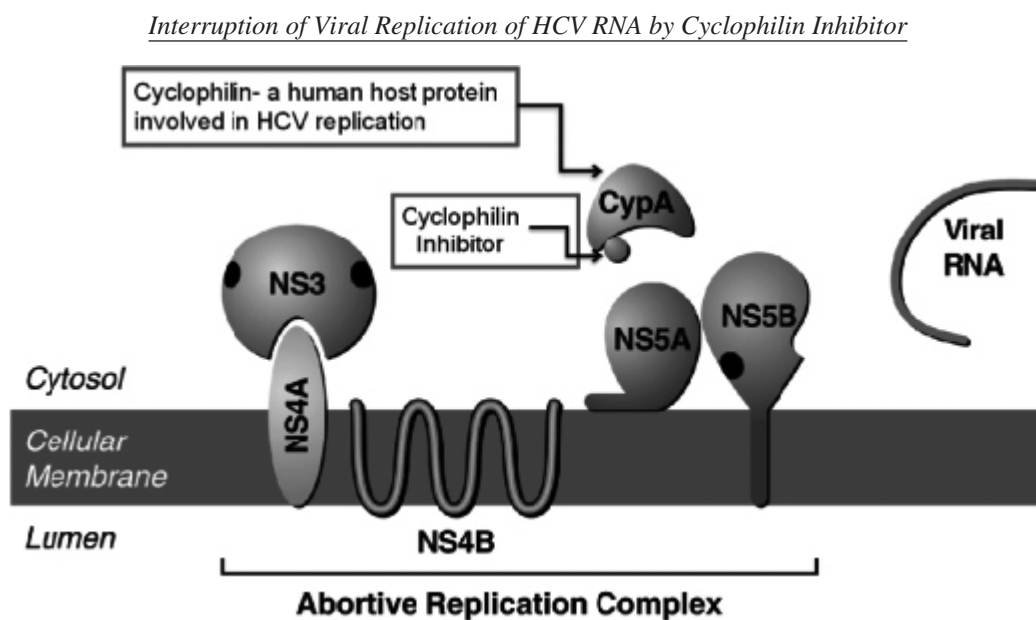 Interruption of Viral Replication of HCV RNA by Cyclophilin Inhibitor
Cyclophilin- a human host protein
involved in HCV replication
CypA
Cyclophilin
Inhibitor
Viral
RNA
NS3
NS5A
NS5B
Cytosol
NS4A
Cellular
Membrane
Lumen
NS4B
Abortive Replication Complex